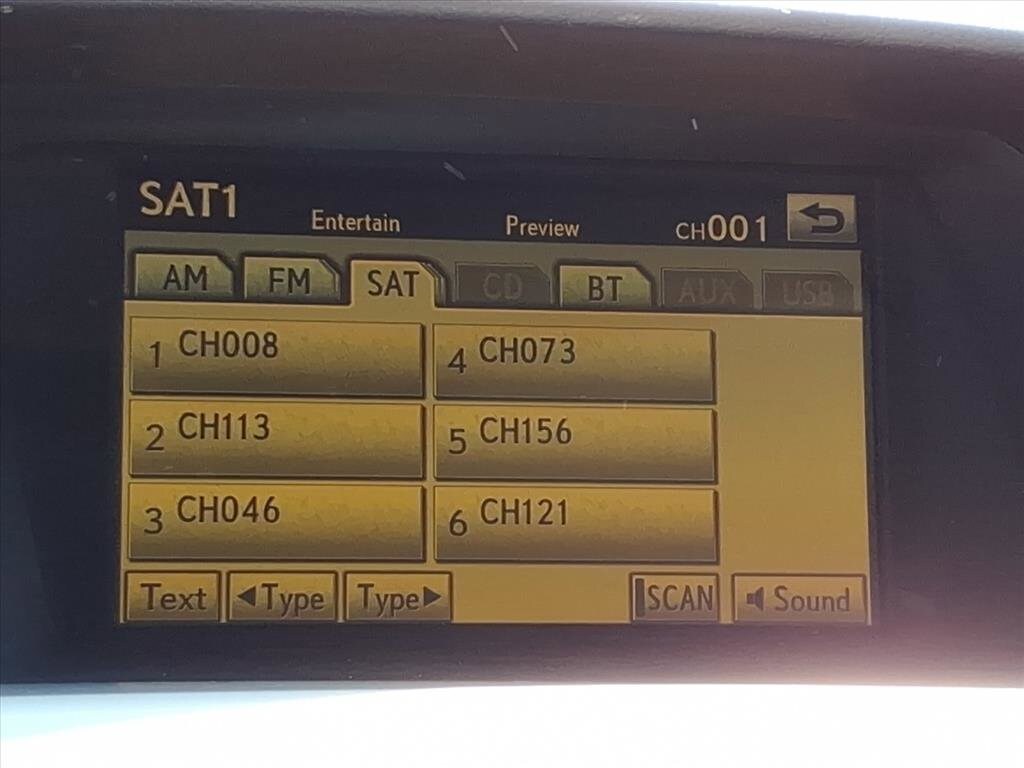 SAT1 Entertain Preview CH001
AM FM SAT CD BT AUX USB
1 CH008 4 CH073
2 CH113 5 CH156
3 CH046 6 CH121
Text ◀Type Type▶ SCAN Sound